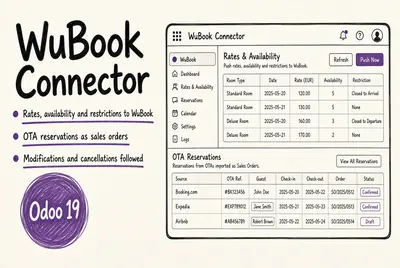 WuBook
Connector
Rates, availability and restrictions to WuBook
OTA reservations as sales orders
Modifications and cancellations followed
Odoo 19
WuBook Connector
WuBook
Dashboard
Rates & Availability
Reservations
Calendar
Settings
Logs
Rates & Availability
Push rates, availability and restrictions to WuBook.
Refresh
Push Now
Room Type Date Rate (EUR) Availability Restriction
Standard Room 2025-05-20 120.00 5 Closed to Arrival
Standard Room 2025-05-21 130.00 5 None
Deluxe Room 2025-05-20 160.00 3 Closed to Departure
Deluxe Room 2025-05-21 170.00 2 None
OTA Reservations
Reservations from OTAs imported as Sales Orders.
View All Reservations
Source OTA Ref. Guest Check-in Check-out Order Status
Booking.com #BK123456 John Doe 2025-05-20 2025-05-22 SO/2025/0512 Confirmed
Expedia #EXP789012 Jane Smith 2025-05-21 2025-05-23 SO/2025/0513 Confirmed
Airbnb #AB456789 Robert Brown 2025-05-22 2025-05-24 SO/2025/0514 Draft